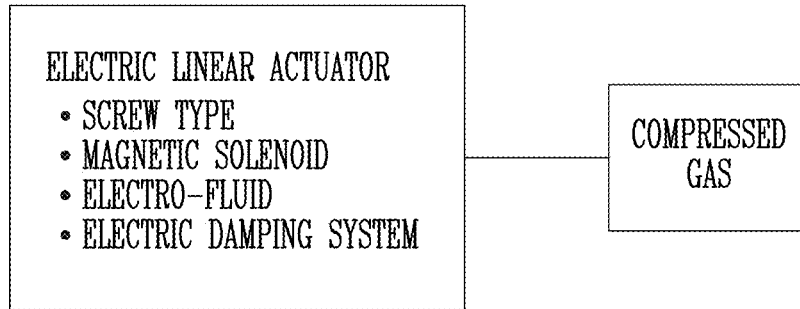 ELECTRIC LINEAR ACTUATOR
• SCREW TYPE
• MAGNETIC SOLENOID
• ELECTRO-FLUID
• ELECTRIC DAMPING SYSTEM
COMPRESSED
GAS